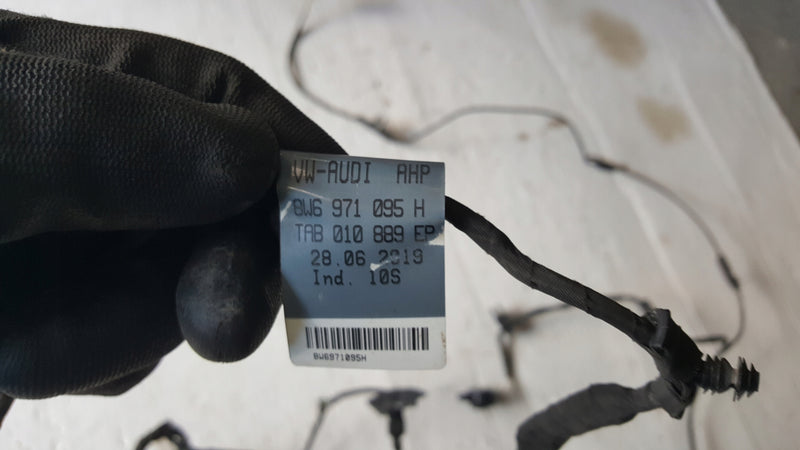 VW-AUDI AHP
8W6 971 095 H
TAB 010 889 EP
28.06 2019
Ind. 10S
8W6971095H